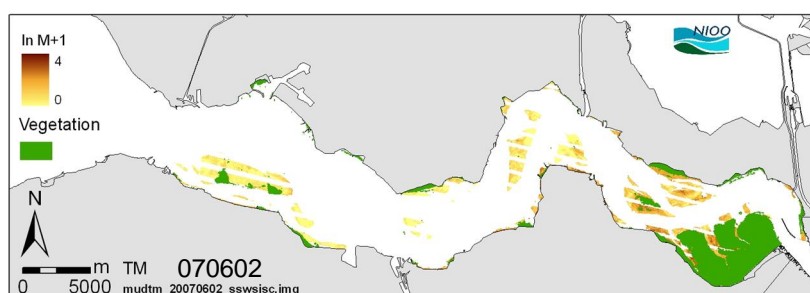 ln M+1
4
0
NIOO
Vegetation
N
m
0
5000
TM 070602
mudtm_20070602_sswsisc.img